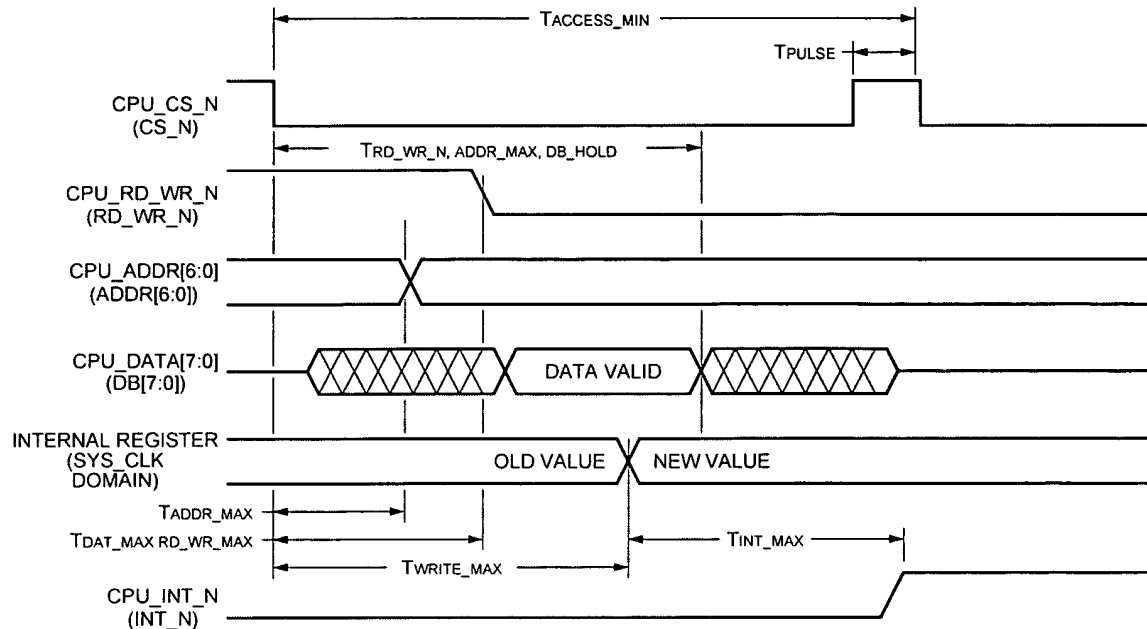 TACCESS_MIN
TPULSE
CPU_CS_N
(CS_N)
TRD_WR_N, ADDR_MAX, DB_HOLD
CPU_RD_WR_N
(RD_WR_N)
CPU_ADDR[6:0]
(ADDR[6:0])
CPU_DATA[7:0]
(DB[7:0])
DATA VALID
INTERNAL REGISTER
(SYS_CLK
DOMAIN)
OLD VALUE
NEW VALUE
TADDR_MAX
TDAT_MAX RD_WR_MAX
TINT_MAX
TWRITE_MAX
CPU_INT_N
(INT_N)